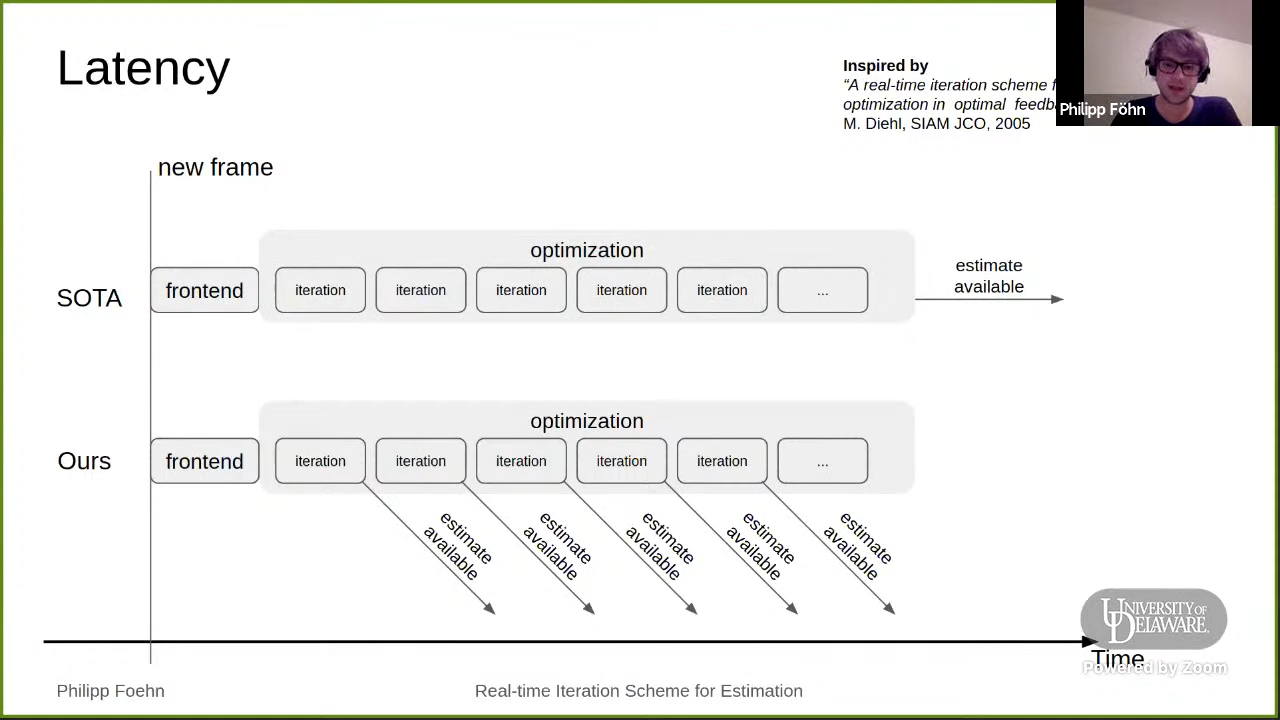 Latency
Inspired by
“A real-time iteration scheme
optimization in optimal
M. Diehl, SIAM JCO, 2005
Philipp Föhn
new frame
SOTA
frontend
optimization
iteration
iteration
iteration
iteration
iteration
...
estimate
available
Ours
frontend
optimization
iteration
iteration
iteration
iteration
iteration
...
estimate
available
estimate
available
estimate
available
estimate
available
estimate
available
UNIVERSITY OF
DELAWARE.
Time
Powered by Zoom
Philipp Foehn
Real-time Iteration Scheme for Estimation